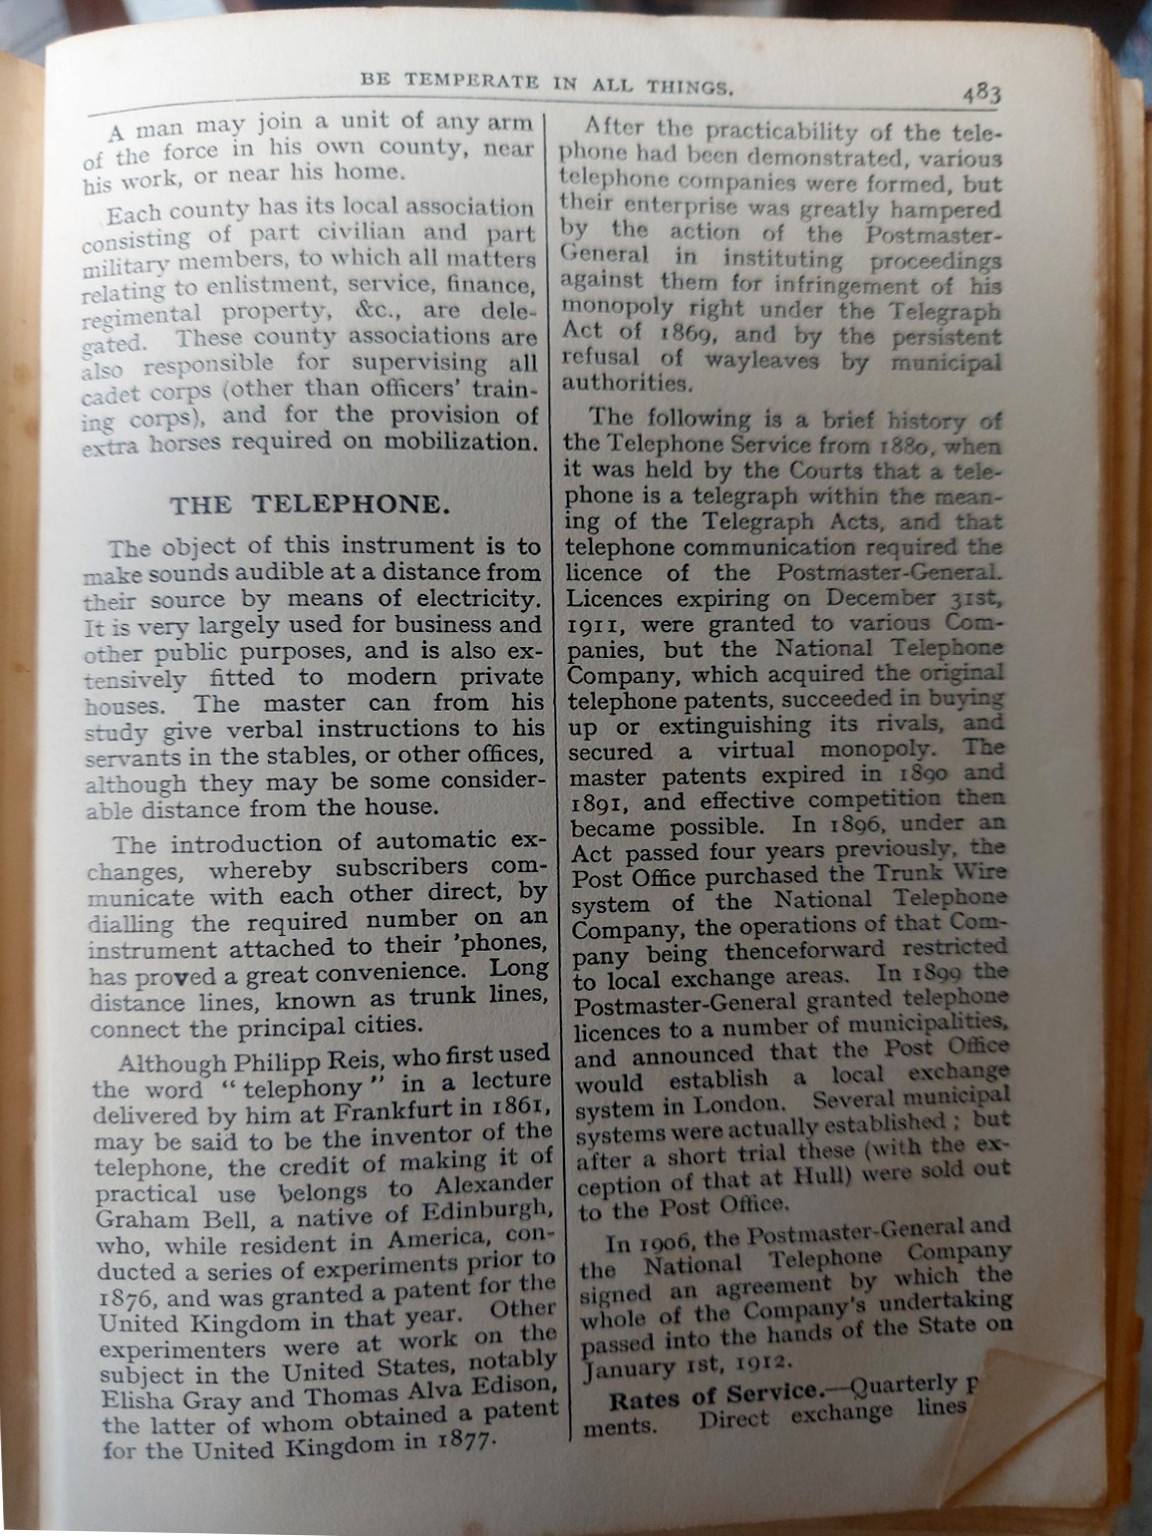 BE TEMPERATE IN ALL THINGS.
483
A man may join a unit of any arm
of the force in his own county, near
his work, or near his home.
Each county has its local association
consisting of part civilian and part
military members, to which all matters
relating to enlistment, service, finance,
regimental property, &c., are dele-
gated. These county associations are
also responsible for supervising all
cadet corps (other than officers' train-
ing corps), and for the provision of
extra horses required on mobilization.
THE TELEPHONE.
The object of this instrument is to
make sounds audible at a distance from
their source by means of electricity.
It is very largely used for business and
other public purposes, and is also ex-
tensively fitted to modern private
houses. The master can from his
study give verbal instructions to his
servants in the stables, or other offices,
although they may be some consider-
able distance from the house.
The introduction of automatic ex-
changes, whereby subscribers com-
municate with each other direct, by
dialling the required number on an
instrument attached to their 'phones,
has proved a great convenience. Long
distance lines, known as trunk lines,
connect the principal cities.
Although Philipp Reis, who first used
the word "telephony" in a lecture
delivered by him at Frankfurt in 1861,
may be said to be the inventor of the
telephone, the credit of making it of
practical use belongs to Alexander
Graham Bell, a native of Edinburgh,
who, while resident in America, con-
ducted a series of experiments prior to
1876, and was granted a patent for the
United Kingdom in that year. Other
experimenters were at work on the
subject in the United States, notably
Elisha Gray and Thomas Alva Edison,
the latter of whom obtained a patent
for the United Kingdom in 1877.
After the practicability of the tele-
phone had been demonstrated, various
telephone companies were formed, but
their enterprise was greatly hampered
by the action of the Postmaster-
General in instituting proceedings
against them for infringement of his
monopoly right under the Telegraph
Act of 1869, and by the persistent
refusal of wayleaves by municipal
authorities.
The following is a brief history of
the Telephone Service from 1880, when
it was held by the Courts that a tele-
phone is a telegraph within the mean-
ing of the Telegraph Acts, and that
telephone communication required the
licence of the Postmaster-General.
Licences expiring on December 31st,
1911, were granted to various Com-
panies, but the National Telephone
Company, which acquired the original
telephone patents, succeeded in buying
up or extinguishing its rivals, and
secured a virtual monopoly. The
master patents expired in 1890 and
1891, and effective competition then
became possible. In 1896, under an
Act passed four years previously, the
Post Office purchased the Trunk Wire
system of the National Telephone
Company, the operations of that Com-
pany being thenceforward restricted
to local exchange areas. In 1899 the
Postmaster-General granted telephone
licences to a number of municipalities,
and announced that the Post Office
would establish a local exchange
system in London. Several municipal
systems were actually established; but
after a short trial these (with the ex-
ception of that at Hull) were sold out
to the Post Office.
In 1906, the Postmaster-General and
the National Telephone Company
signed an agreement by which the
whole of the Company's undertaking
passed into the hands of the State on
January 1st, 1912.
Rates of Service.—Quarterly p
ments. Direct exchange lines